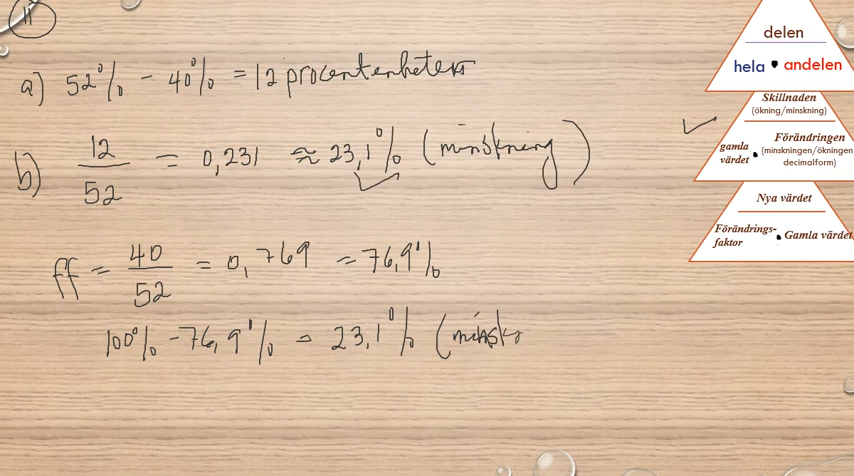 11
a) 52% - 40% = 12 procentenheter
b) 12/52 = 0,231 ≈ 23,1% (minskning)
ff = 40/52 = 0,769 = 76,9%
100% - 76,9% = 23,1% (minsk
delen
hela • andelen
Skillnaden
(ökning/minskning)
gamla värdet • Förändringen
(minskningen/ökningen
decimalform)
Nya värdet
Förändrings-
faktor • Gamla värdet